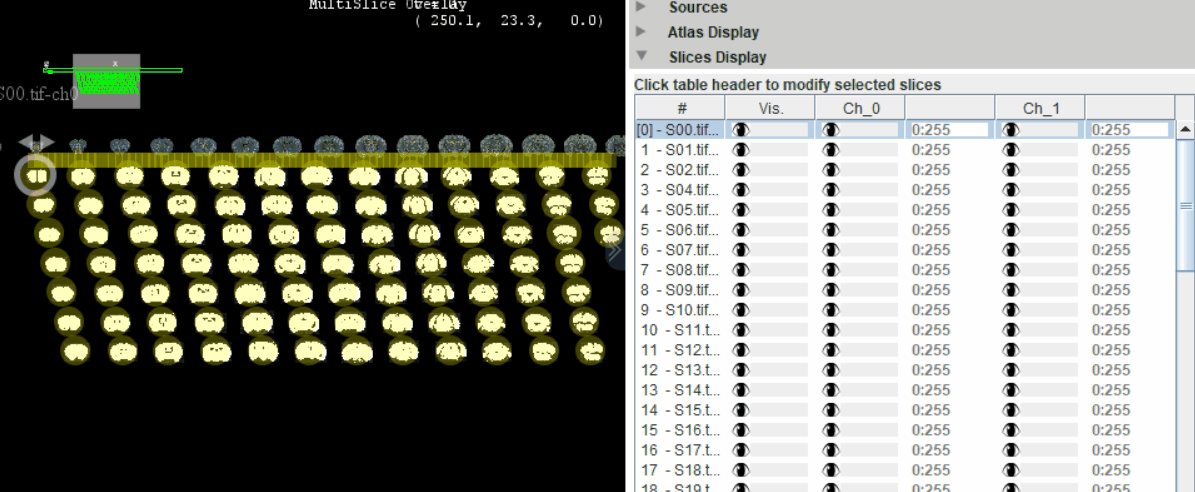 MultiSlice Overlay
( 250.1, 23.3, 0.0)
S00.tif-ch0
Sources
Atlas Display
Slices Display
Click table header to modify selected slices
# Vis. Ch_0 Ch_1
[0] - S00.tif... 0:255 0:255
1 - S01.tif... 0:255 0:255
2 - S02.tif... 0:255 0:255
3 - S04.tif... 0:255 0:255
4 - S05.tif... 0:255 0:255
5 - S06.tif... 0:255 0:255
6 - S07.tif... 0:255 0:255
7 - S08.tif... 0:255 0:255
8 - S09.tif... 0:255 0:255
9 - S10.tif... 0:255 0:255
10 - S11.t... 0:255 0:255
11 - S12.t... 0:255 0:255
12 - S13.t... 0:255 0:255
13 - S14.t... 0:255 0:255
14 - S15.t... 0:255 0:255
15 - S16.t... 0:255 0:255
16 - S17.t... 0:255 0:255
17 - S18.t... 0:255 0:255
18 - S19.t... 0:255 0:255